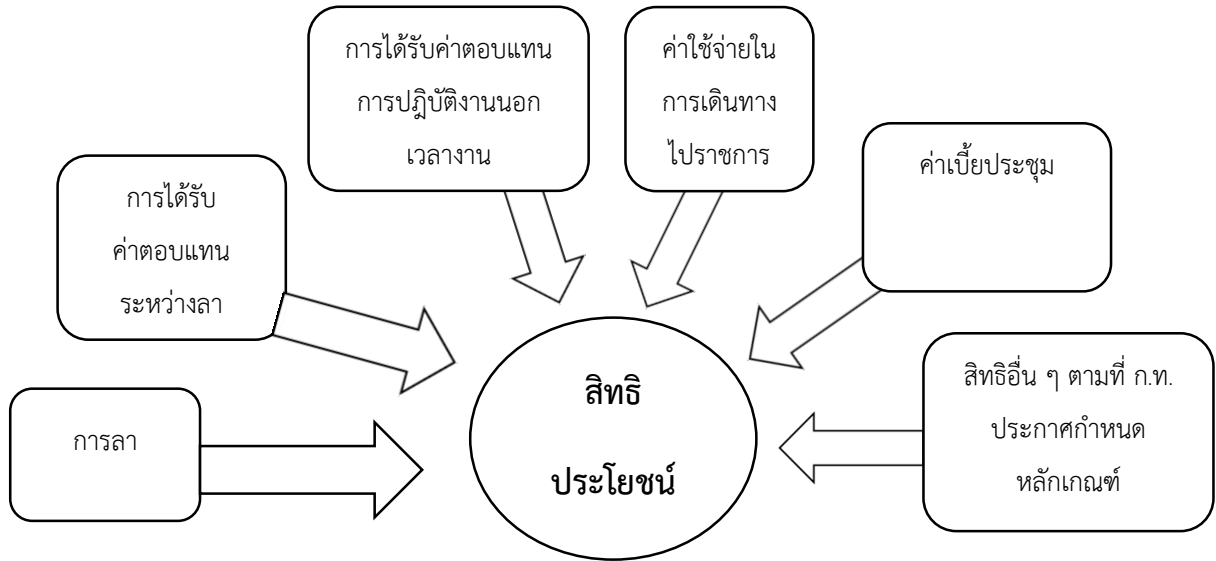 การได้รับค่าตอบแทน
การปฎิบัติงานนอก
เวลางาน
ค่าใช้จ่ายใน
การเดินทาง
ไปราชการ
ค่าเบี้ยประชุม
การได้รับ
ค่าตอบแทน
ระหว่างลา
สิทธิอื่น ๆ ตามที่ ก.ท.
ประกาศกำหนด
หลักเกณฑ์
การลา
สิทธิ
ประโยชน์